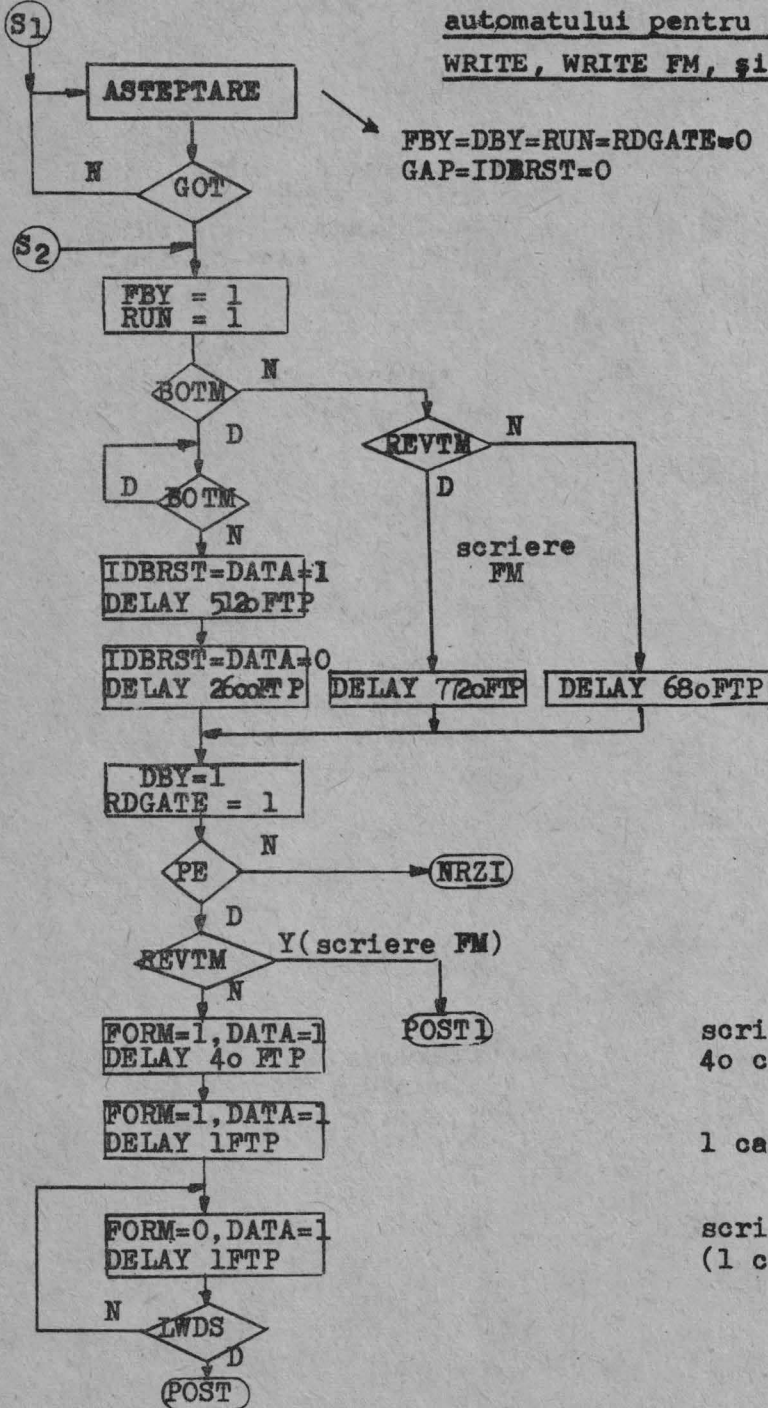 S1
automatului pentru
WRITE, WRITE FM, şi
ASTEPTARE
FBY=DBY=RUN=RDGATE=0
GAP=IDBRST=0
N
GOT
S2
FBY = 1
RUN = 1
BOTM
N
D
REVTM
N
D
D
BOTM
N
scriere
FM
IDBRST=DATA=1
DELAY 512oFTP
IDBRST=DATA=0
DELAY 26ooFTP
DELAY 772oFTP
DELAY 68oFTP
DBY=1
RDGATE = 1
PE
N
NRZI
D
REVTM
Y(scriere FM)
N
POST1
FORM=1,DATA=1
DELAY 4o FTP
scri
4o c
FORM=1,DATA=1
DELAY 1FTP
1 ca
FORM=0,DATA=1
DELAY 1FTP
scri
(1 c
N
LWDS
D
POST